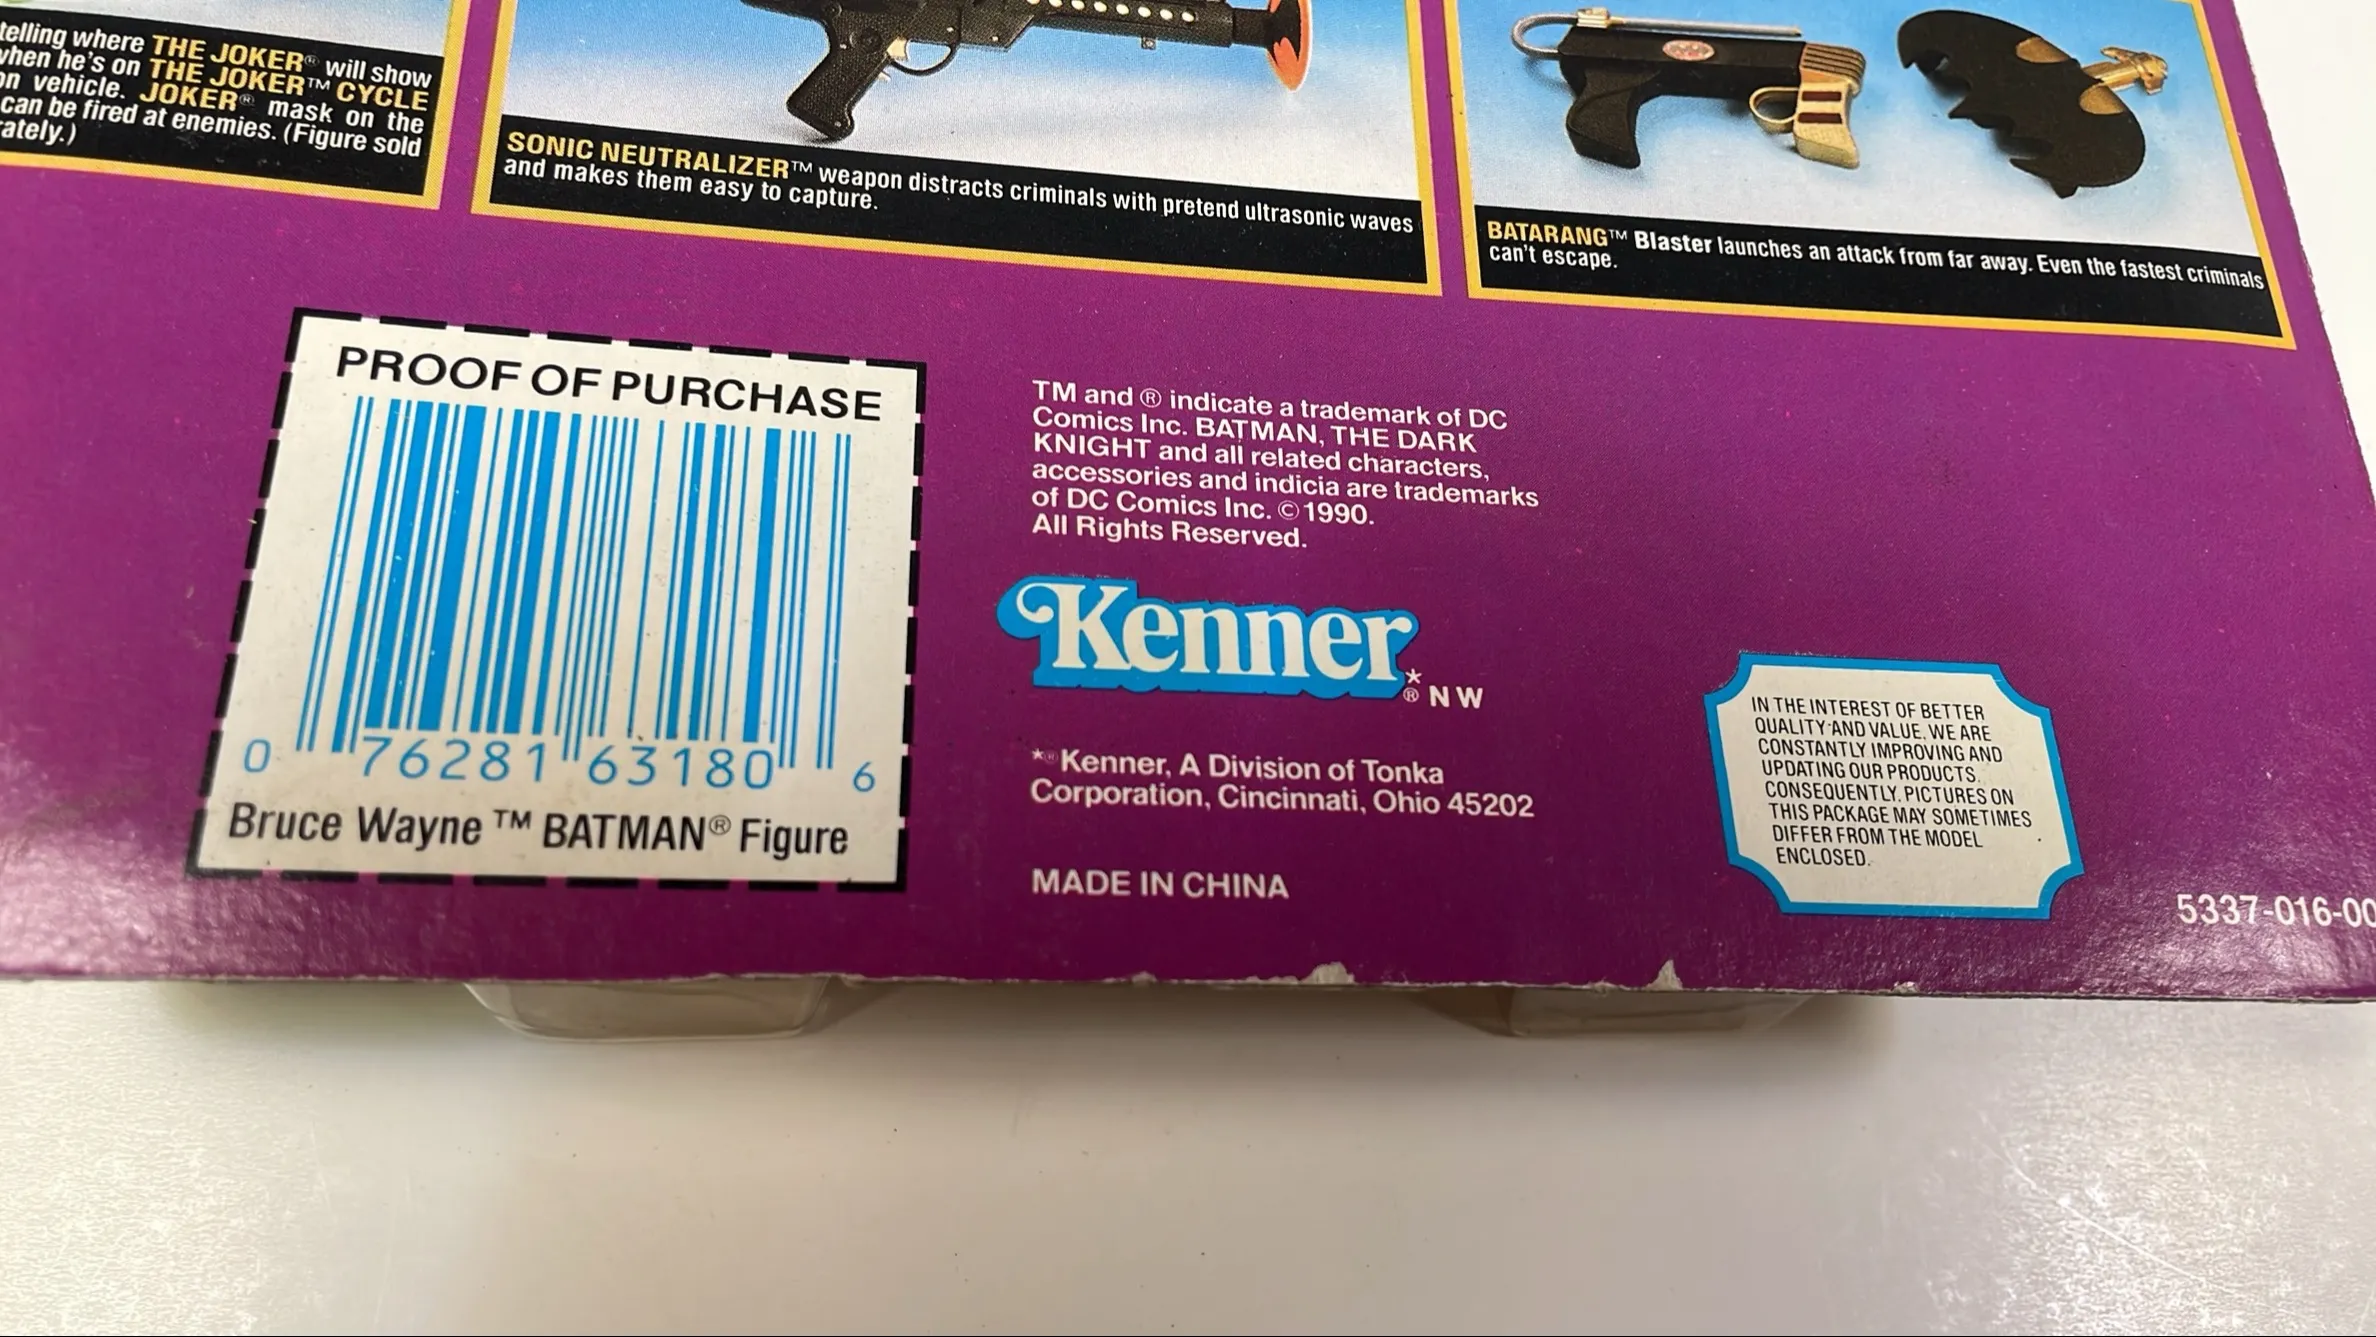 telling where THE JOKER® will show
when he's on THE JOKER™ CYCLE
on vehicle. JOKER® mask on the
can be fired at enemies. (Figure sold
ately.)
SONIC NEUTRALIZER™ weapon distracts criminals with pretend ultrasonic waves
and makes them easy to capture.
BATARANG™ Blaster launches an attack from far away. Even the fastest criminals
can't escape.
PROOF OF PURCHASE
0 76281 63180 6
Bruce Wayne™ BATMAN® Figure
TM and ® indicate a trademark of DC
Comics Inc. BATMAN, THE DARK
KNIGHT and all related characters,
accessories and indicia are trademarks
of DC Comics Inc. ©1990.
All Rights Reserved.
Kenner*® NW
*® Kenner, A Division of Tonka
Corporation, Cincinnati, Ohio 45202
MADE IN CHINA
IN THE INTEREST OF BETTER
QUALITY AND VALUE, WE ARE
CONSTANTLY IMPROVING AND
UPDATING OUR PRODUCTS.
CONSEQUENTLY, PICTURES ON
THIS PACKAGE MAY SOMETIMES
DIFFER FROM THE MODEL
ENCLOSED.
5337-016-00